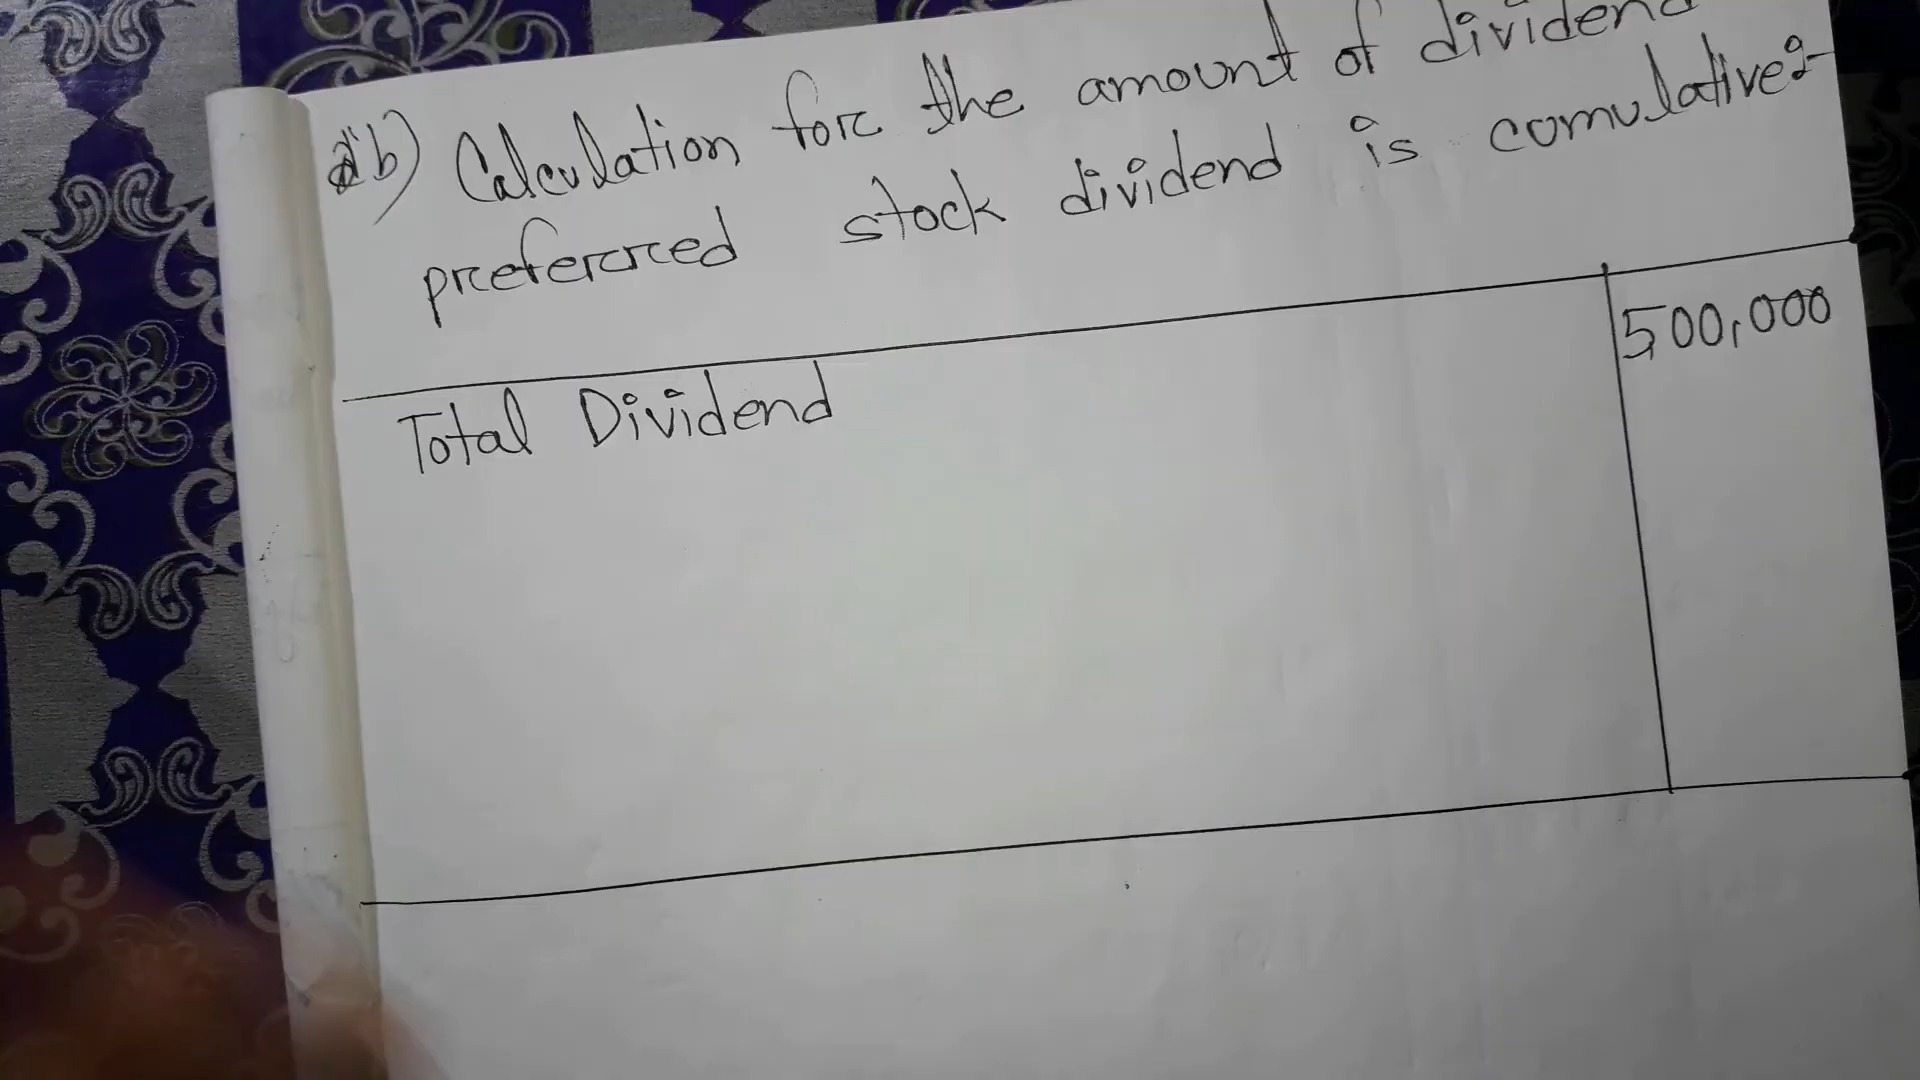 b) Calculation for the amount of dividend
preferred stock dividend is comulative:-
500,000
Total Dividend